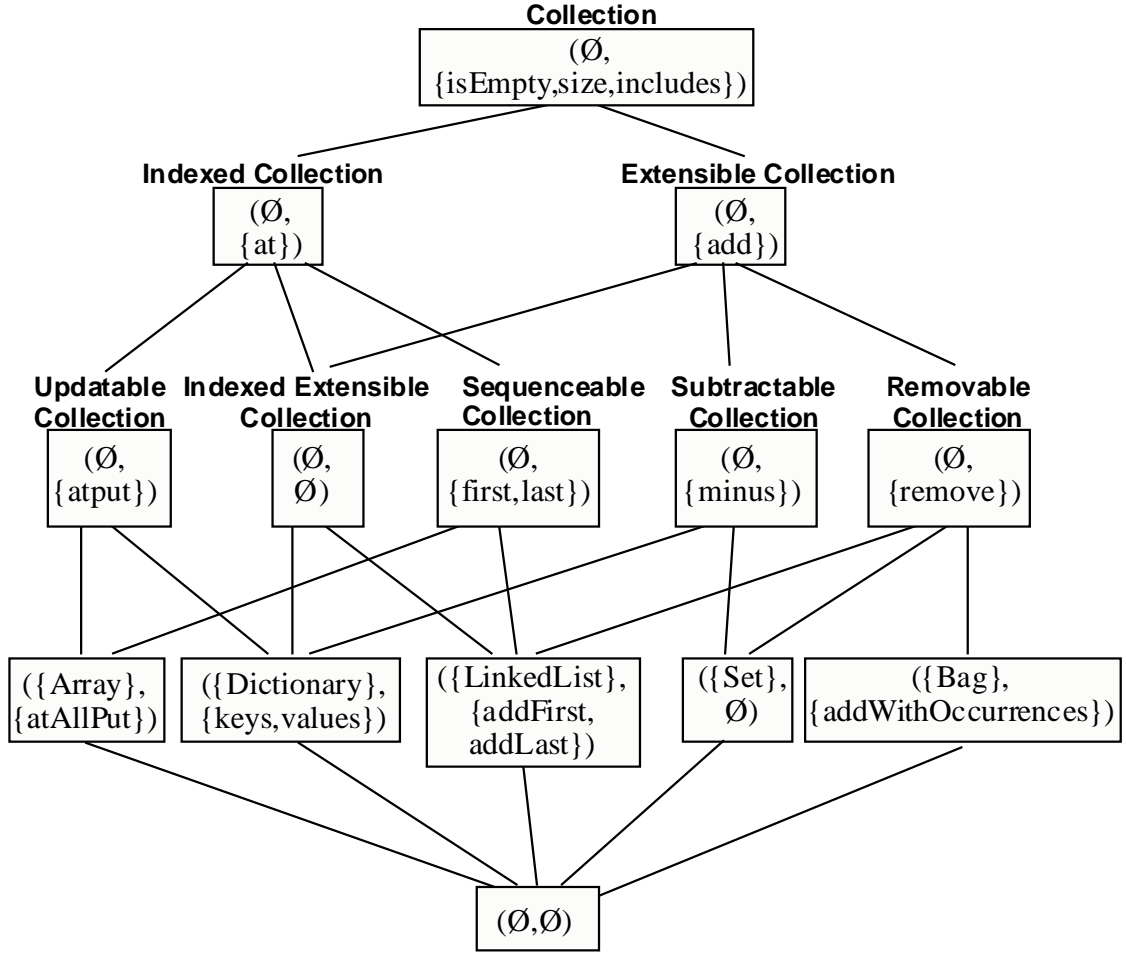 Collection
(Ø,
{isEmpty,size,includes})
Indexed Collection
(Ø,
{at})
Extensible Collection
(Ø,
{add})
Updatable
Collection
(Ø,
{atput})
Indexed Extensible
Collection
(Ø,
Ø)
Sequenceable
Collection
(Ø,
{first,last})
Subtractable
Collection
(Ø,
{minus})
Removable
Collection
(Ø,
{remove})
({Array},
{atAllPut})
({Dictionary},
{keys,values})
({LinkedList},
{addFirst,
addLast})
({Set},
Ø)
({Bag},
{addWithOccurrences})
(Ø,Ø)